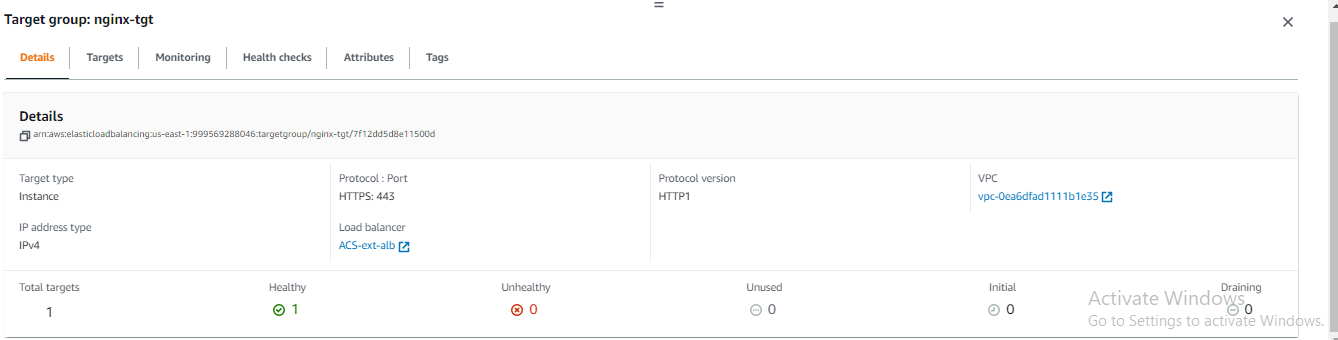 Target group: nginx-tgt
Details Targets Monitoring Health checks Attributes Tags
Details
arn:aws:elasticloadbalancing:us-east-1:999569288046:targetgroup/nginx-tgt/7f12dd5d8e11500d
Target type Protocol : Port Protocol version VPC
Instance HTTPS: 443 HTTP1 vpc-0ea6dfad1111b1e35
IP address type Load balancer
IPv4 ACS-ext-alb
Total targets Healthy Unhealthy Unused Initial Draining
1 1 0 0 0 0
Activate Windows
Go to Settings to activate Windows.